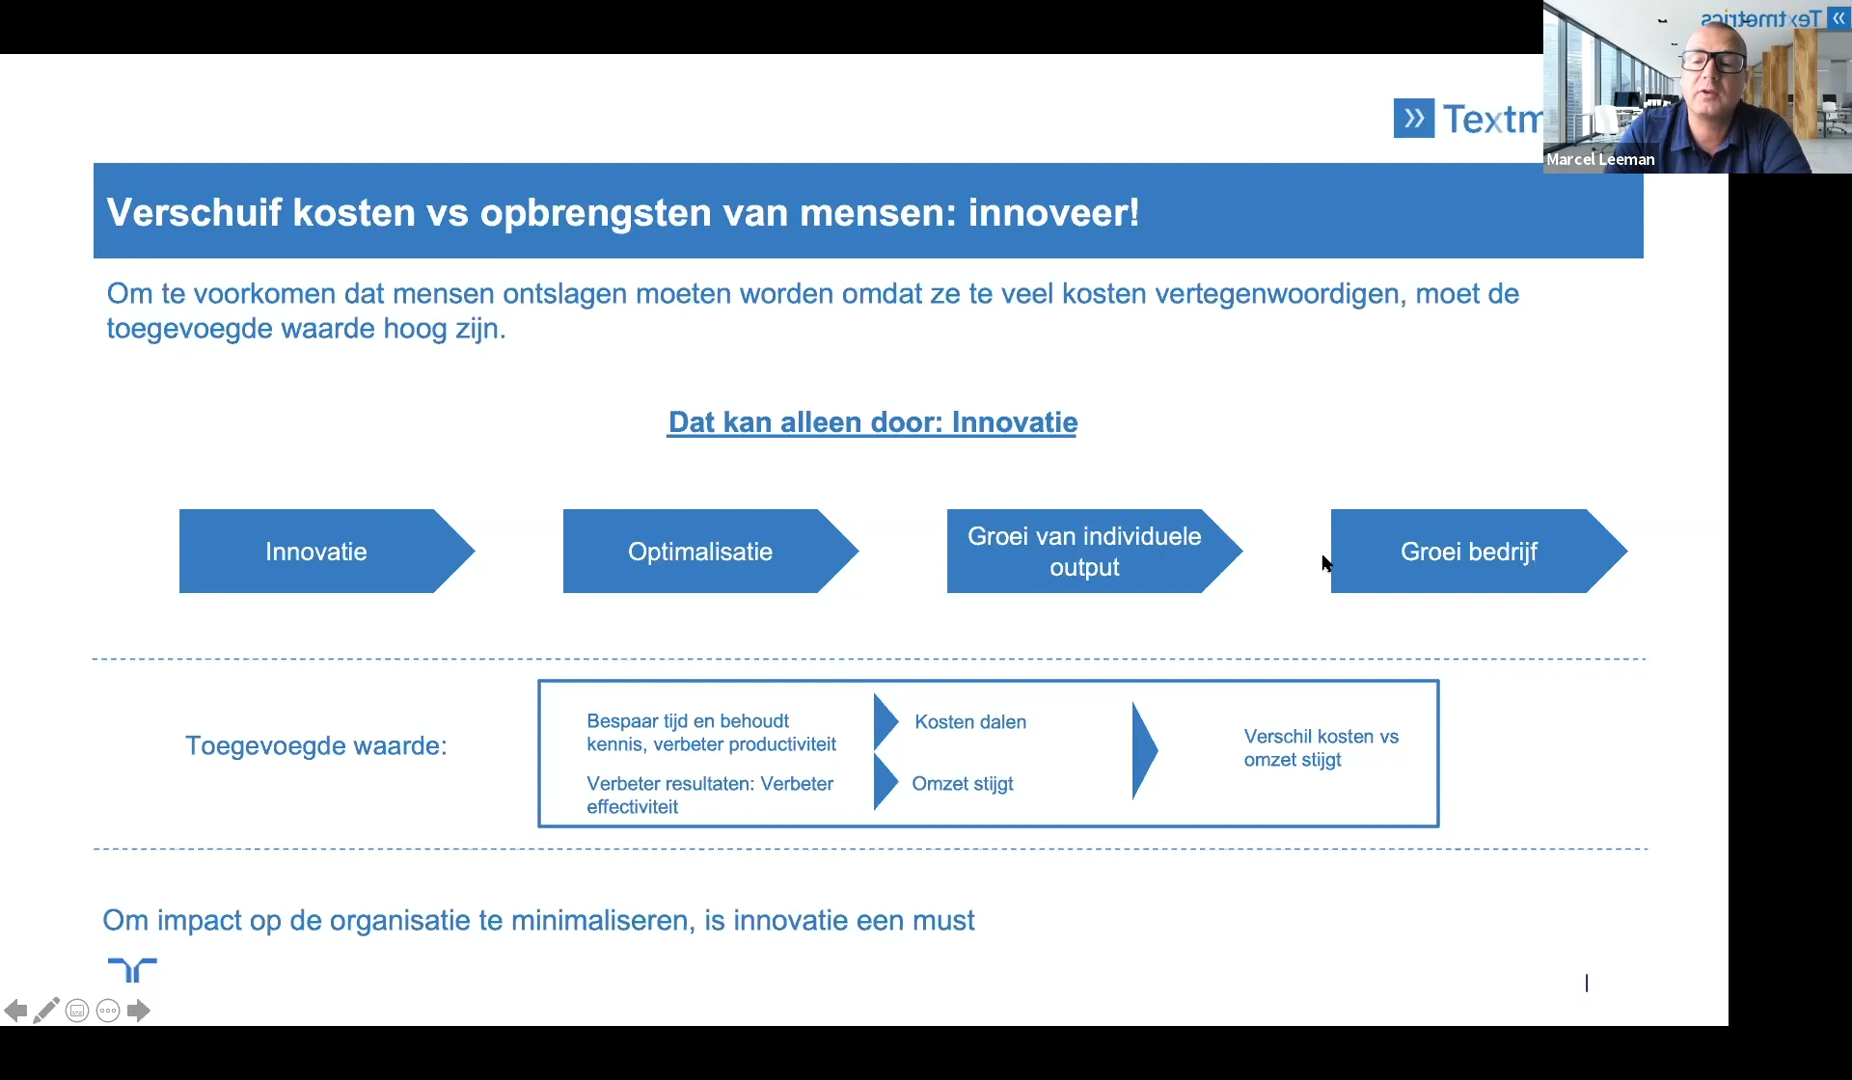 Textmetrics
Textm
Marcel Leeman
Verschuif kosten vs opbrengsten van mensen: innoveer!
Om te voorkomen dat mensen ontslagen moeten worden omdat ze te veel kosten vertegenwoordigen, moet de
toegevoegde waarde hoog zijn.
Dat kan alleen door: Innovatie
Innovatie
Optimalisatie
Groei van individuele
output
Groei bedrijf
Toegevoegde waarde:
Bespaar tijd en behoudt
kennis, verbeter productiviteit
Kosten dalen
Verbeter resultaten: Verbeter
effectiviteit
Omzet stijgt
Verschil kosten vs
omzet stijgt
Om impact op de organisatie te minimaliseren, is innovatie een must